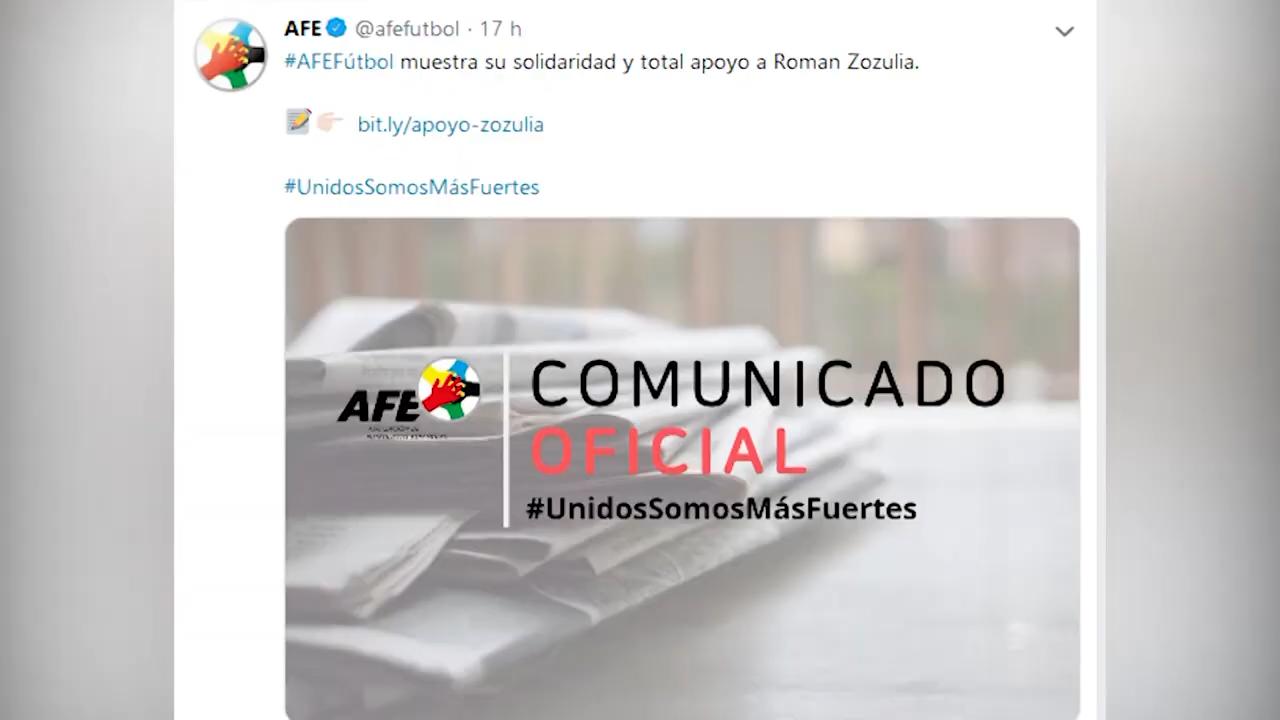 AFE @afefutbol · 17 h
#AFEFútbol muestra su solidaridad y total apoyo a Roman Zozulia.
bit.ly/apoyo-zozulia
#UnidosSomosMásFuertes
AFE
COMUNICADO
OFICIAL
#UnidosSomosMásFuertes